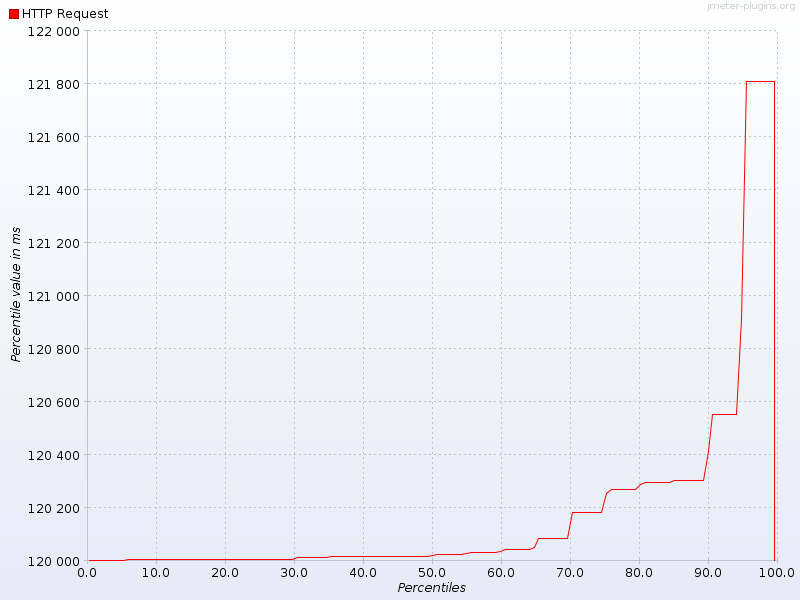 jmeter-plugins.org
HTTP Request
122 000
121 800
121 600
121 400
121 200
121 000
120 800
120 600
120 400
120 200
120 000
Percentile value in ms
0.0 10.0 20.0 30.0 40.0 50.0 60.0 70.0 80.0 90.0 100.0
Percentiles